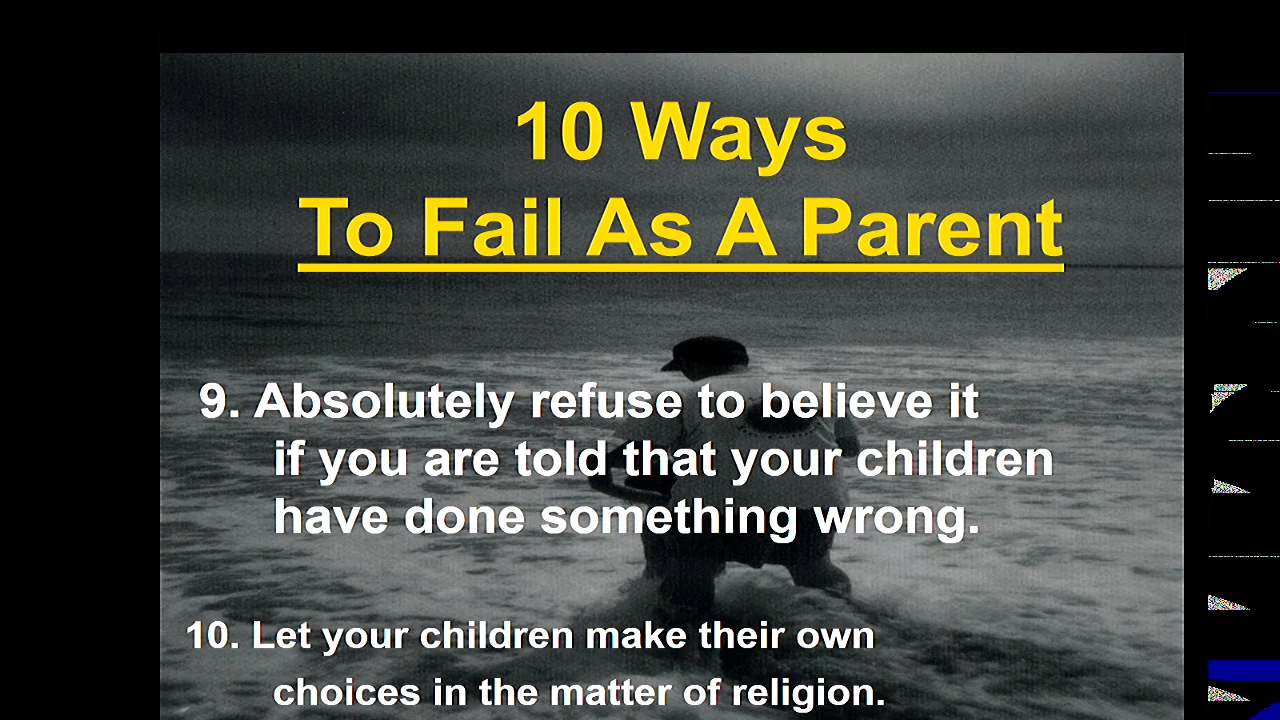 10 Ways
To Fail As A Parent
9. Absolutely refuse to believe it
if you are told that your children
have done something wrong.
10. Let your children make their own
choices in the matter of religion.